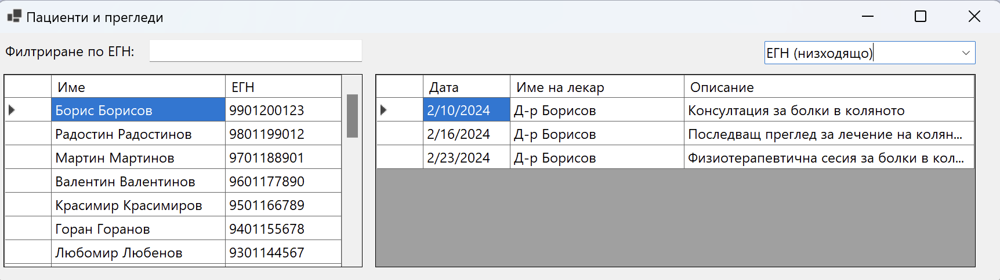 Пациенти и прегледи
Филтриране по ЕГН:
ЕГН (низходящо)
Име ЕГН
Борис Борисов 9901200123
Радостин Радостинов 9801199012
Мартин Мартинов 9701188901
Валентин Валентинов 9601177890
Красимир Красимиров 9501166789
Горан Горанов 9401155678
Любомир Любенов 9301144567
Дата Име на лекар Описание
2/10/2024 Д-р Борисов Консултация за болки в коляното
2/16/2024 Д-р Борисов Последващ преглед за лечение на колян...
2/23/2024 Д-р Борисов Физиотерапевтична сесия за болки в кол...